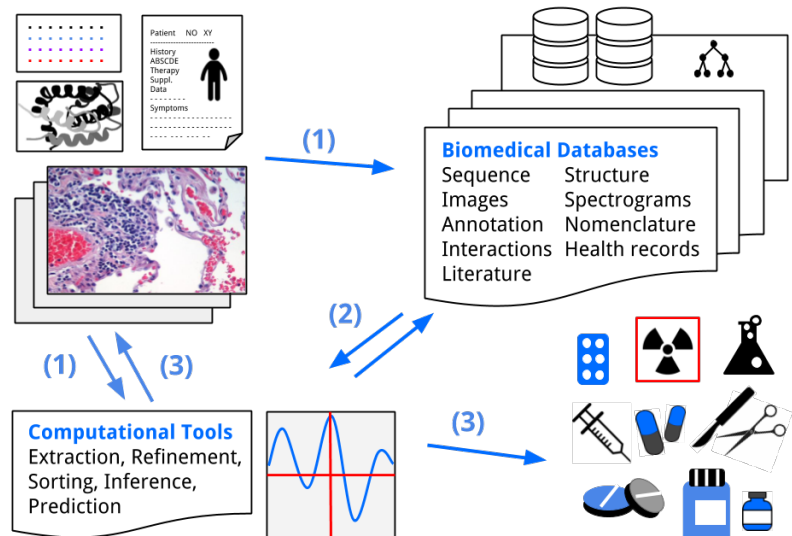 Patient NO XY
History
ABSCDE
Therapy
Suppl.
Data
Symptoms
(1)
Biomedical Databases
Sequence Structure
Images Spectrograms
Annotation Nomenclature
Interactions Health records
Literature
(2)
(1)
(3)
Computational Tools
Extraction, Refinement,
Sorting, Inference,
Prediction
(3)